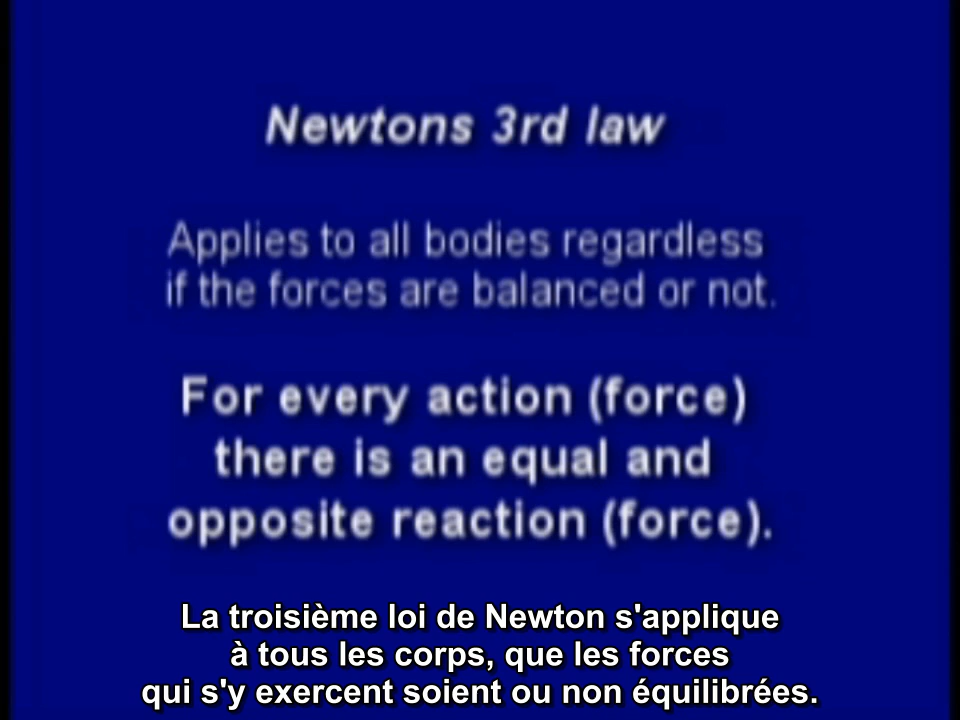 Newtons 3rd law
Applies to all bodies regardless
if the forces are balanced or not.
For every action (force)
there is an equal and
opposite reaction (force).
La troisième loi de Newton s'applique
à tous les corps, que les forces
qui s'y exercent soient ou non équilibrées.